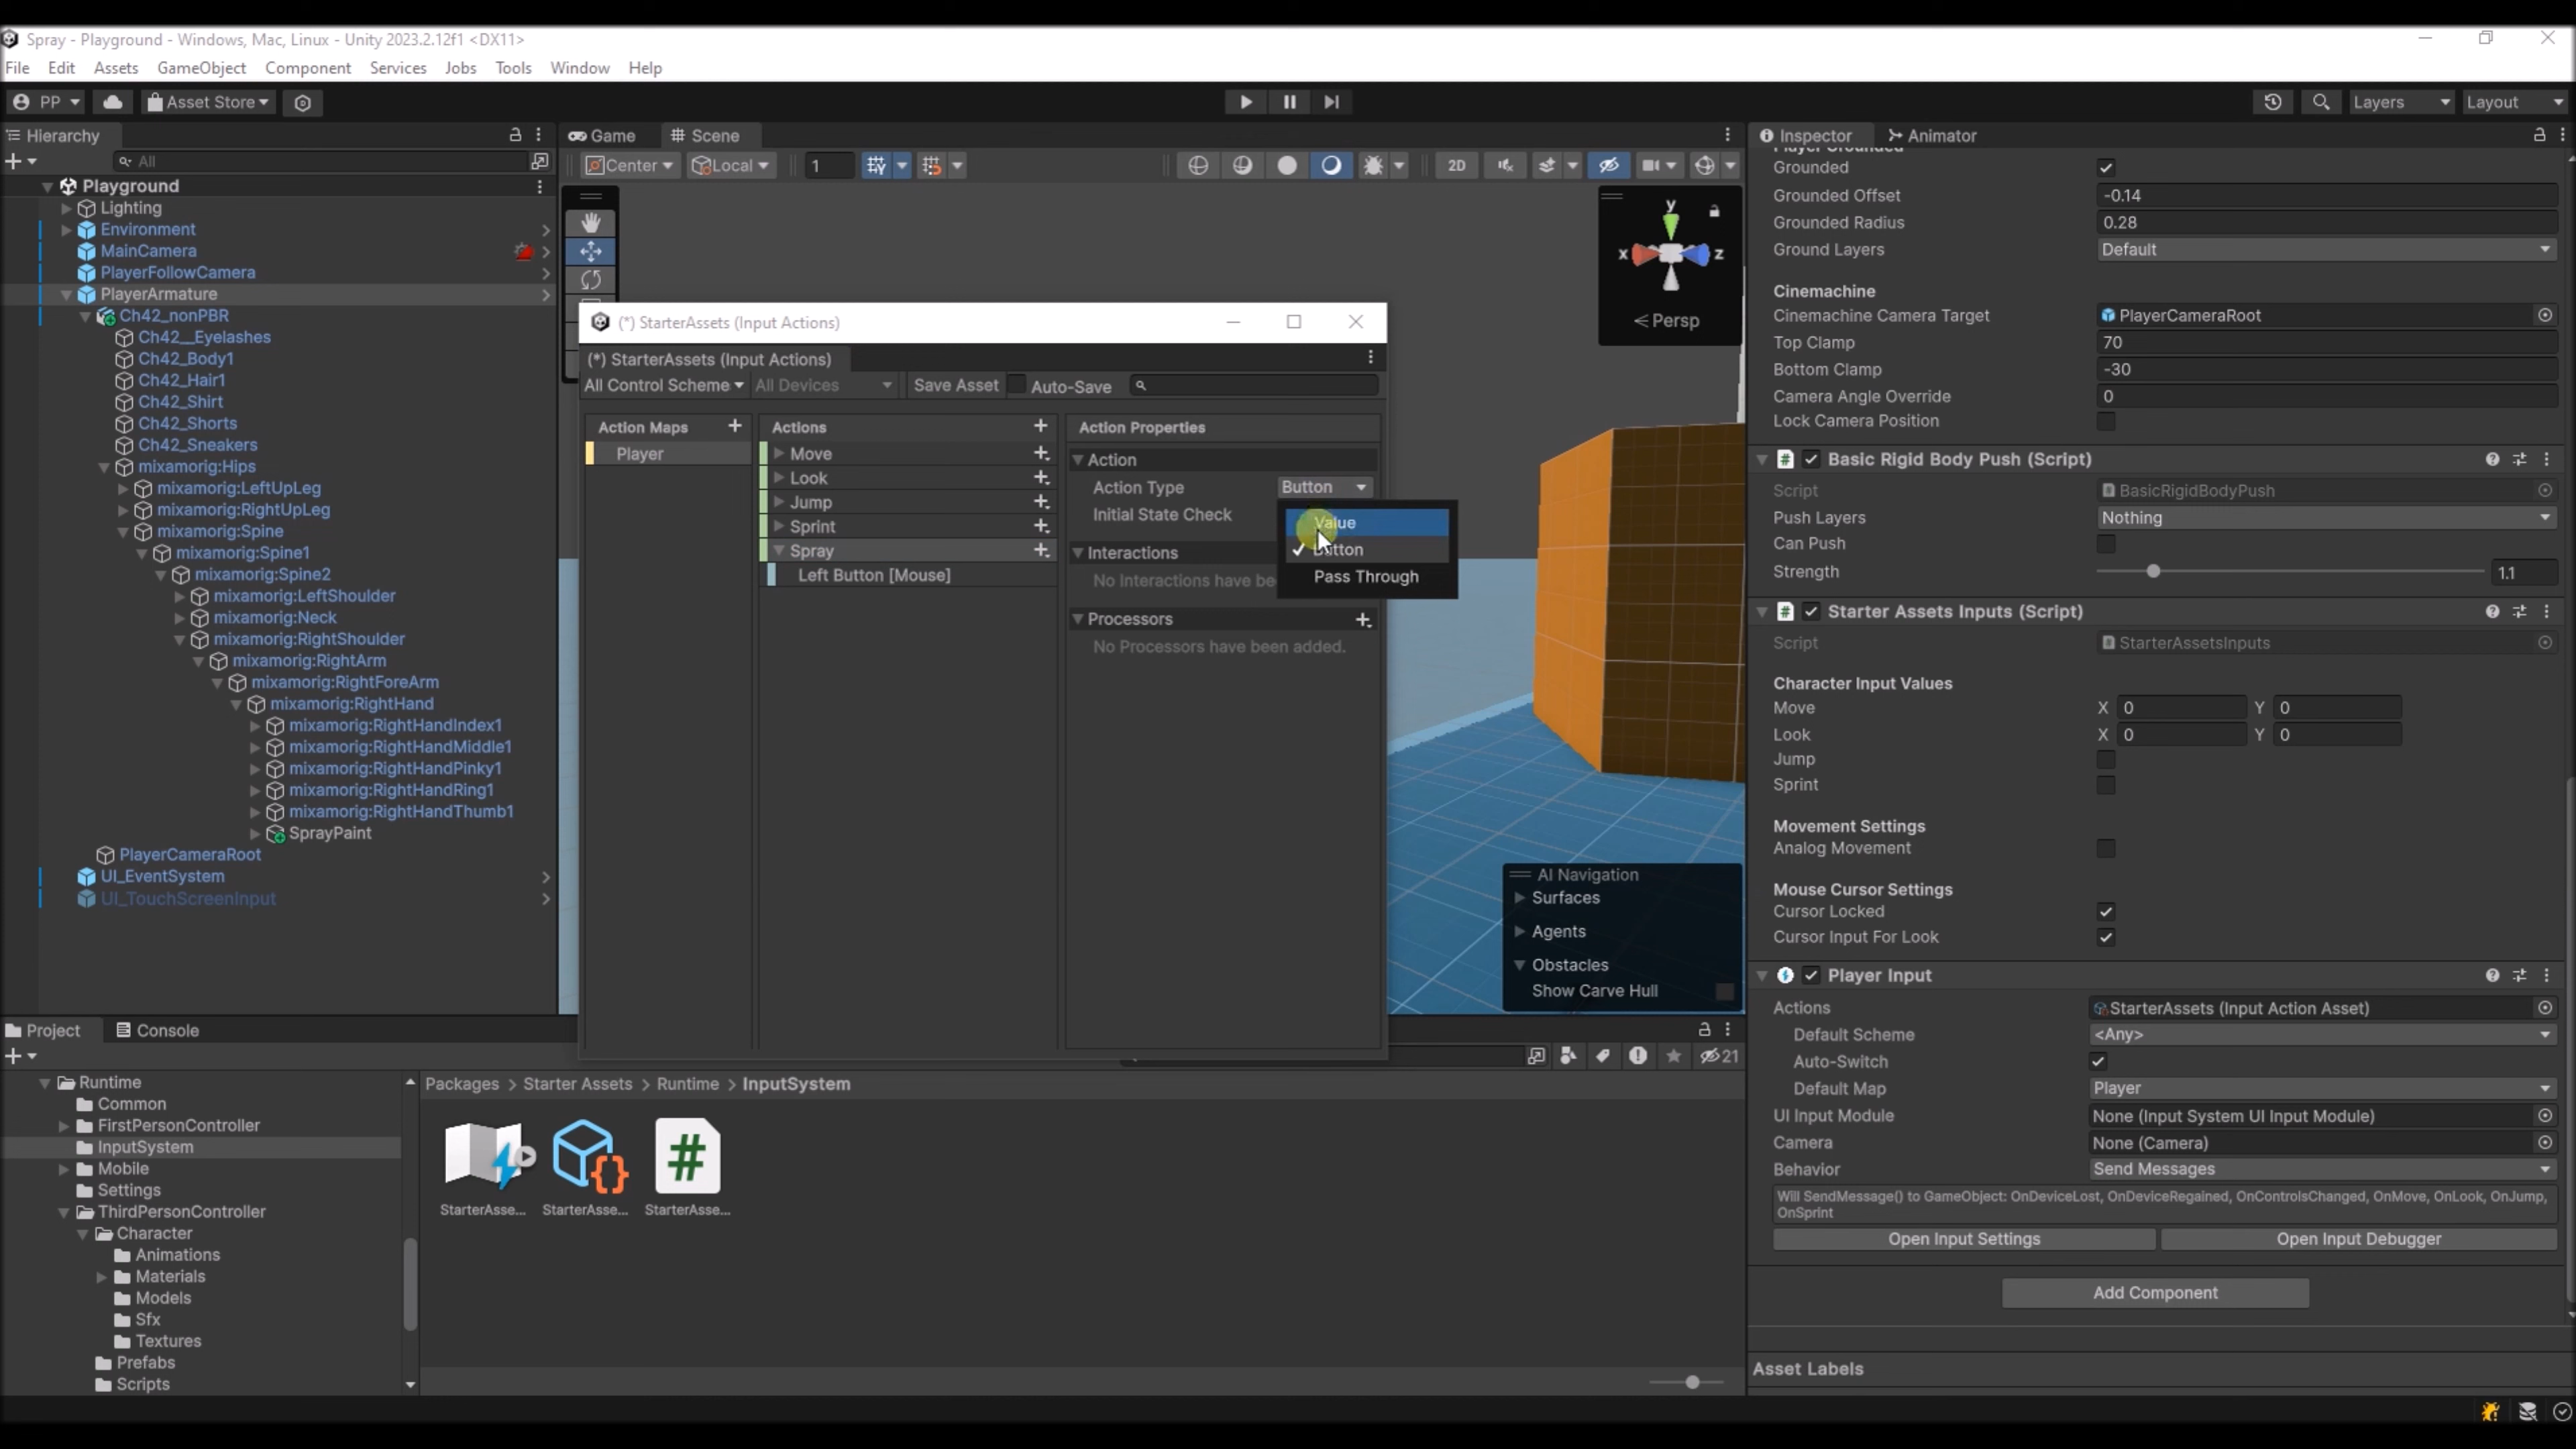 Spray - Playground - Windows, Mac, Linux - Unity 2023.2.12f1 <DX11>
File Edit Assets GameObject Component Services Jobs Tools Window Help
PP Asset Store Layers Layout
Hierarchy
All
Playground
Lighting
Environment
MainCamera
PlayerFollowCamera
PlayerArmature
Ch42_nonPBR
Ch42__Eyelashes
Ch42_Body1
Ch42_Hair1
Ch42_Shirt
Ch42_Shorts
Ch42_Sneakers
mixamorig:Hips
mixamorig:LeftUpLeg
mixamorig:RightUpLeg
mixamorig:Spine
mixamorig:Spine1
mixamorig:Spine2
mixamorig:LeftShoulder
mixamorig:Neck
mixamorig:RightShoulder
mixamorig:RightArm
mixamorig:RightForeArm
mixamorig:RightHand
mixamorig:RightHandIndex1
mixamorig:RightHandMiddle1
mixamorig:RightHandPinky1
mixamorig:RightHandRing1
mixamorig:RightHandThumb1
SprayPaint
PlayerCameraRoot
UI_EventSystem
UI_TouchScreenInput
Game Scene
Center Local 1 2D
y
x z
Persp
(*) StarterAssets (Input Actions)
(*) StarterAssets (Input Actions)
All Control Scheme All Devices Save Asset Auto-Save
Action Maps
Player
Actions
Move
Look
Jump
Sprint
Spray
Left Button [Mouse]
Action Properties
Action
Action Type Button
Initial State Check
Value
Button
Pass Through
Interactions
No Interactions have be
Processors
No Processors have been added.
AI Navigation
Surfaces
Agents
Obstacles
Show Carve Hull
Inspector Animator
Player Grounded
Grounded
Grounded Offset -0.14
Grounded Radius 0.28
Ground Layers Default
Cinemachine
Cinemachine Camera Target PlayerCameraRoot
Top Clamp 70
Bottom Clamp -30
Camera Angle Override 0
Lock Camera Position
Basic Rigid Body Push (Script)
Script BasicRigidBodyPush
Push Layers Nothing
Can Push
Strength 1.1
Starter Assets Inputs (Script)
Script StarterAssetsInputs
Character Input Values
Move X 0 Y 0
Look X 0 Y 0
Jump
Sprint
Movement Settings
Analog Movement
Mouse Cursor Settings
Cursor Locked
Cursor Input For Look
Player Input
Actions StarterAssets (Input Action Asset)
Default Scheme <Any>
Auto-Switch
Default Map Player
UI Input Module None (Input System UI Input Module)
Camera None (Camera)
Behavior Send Messages
Will SendMessage() to GameObject: OnDeviceLost, OnDeviceRegained, OnControlsChanged, OnMove, OnLook, OnJump,
OnSprint
Open Input Settings Open Input Debugger
Add Component
Asset Labels
Project Console
21
Runtime
Common
FirstPersonController
InputSystem
Mobile
Settings
ThirdPersonController
Character
Animations
Materials
Models
Sfx
Textures
Prefabs
Scripts
Packages > Starter Assets > Runtime > InputSystem
StarterAsse... StarterAsse... StarterAsse...